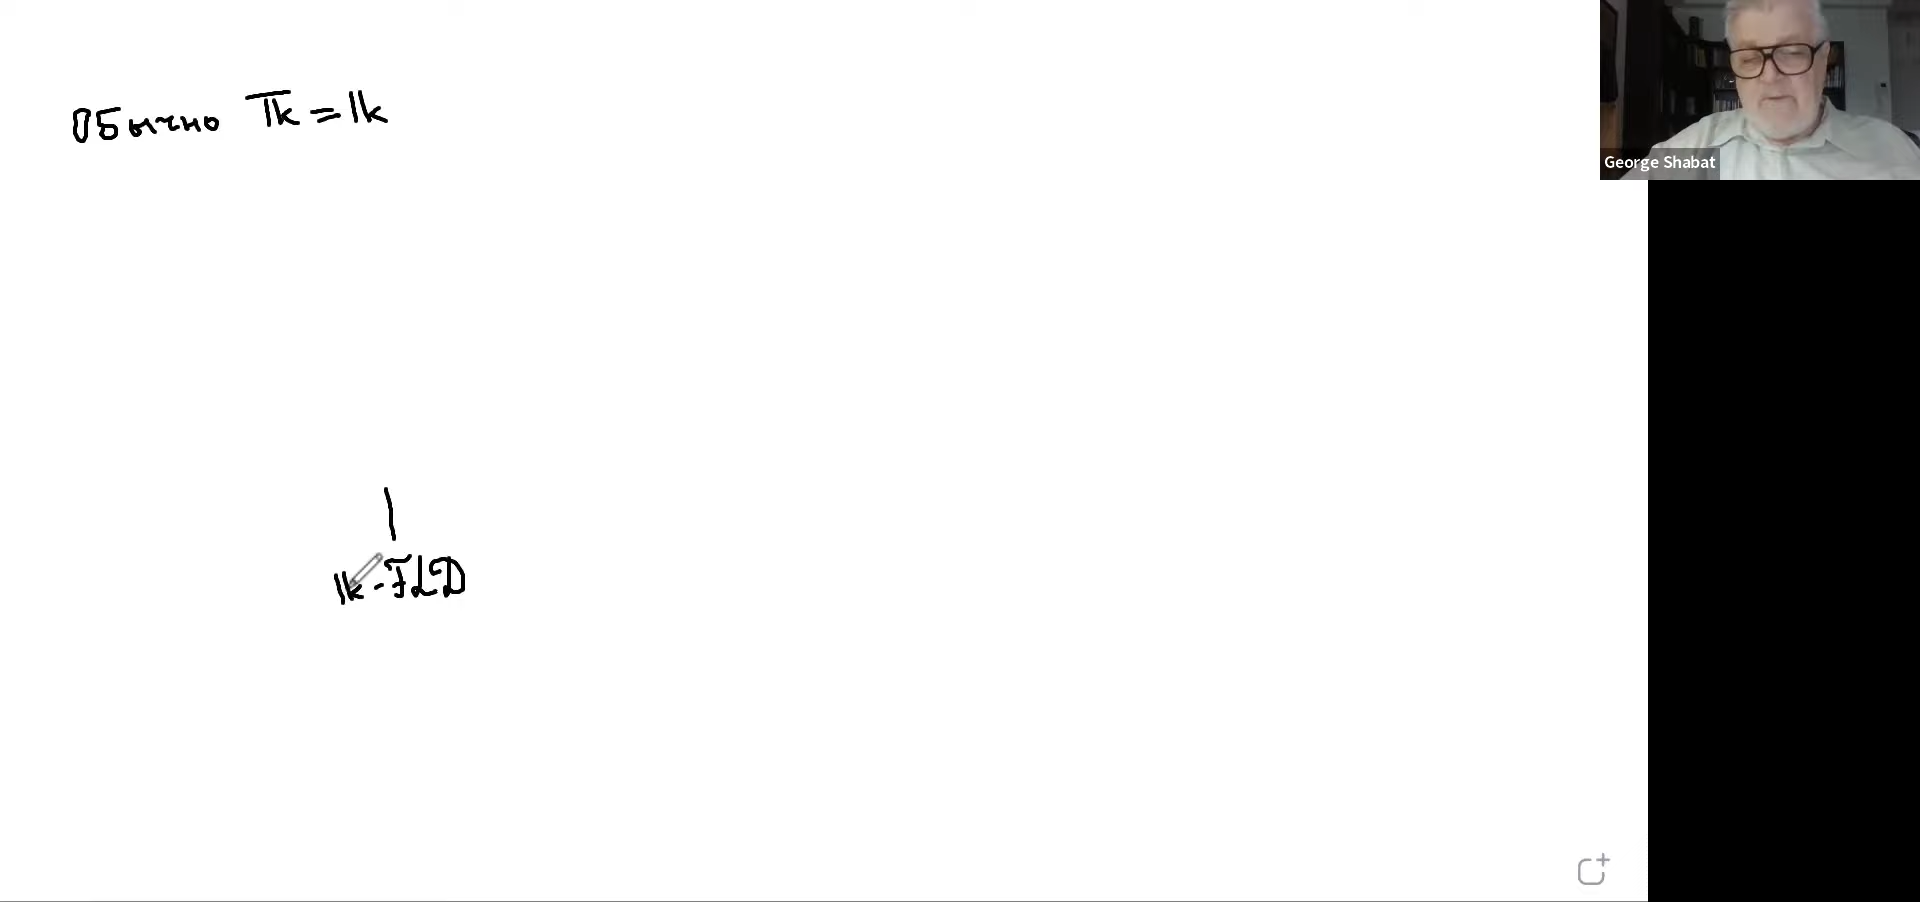 Обычно 𝕜̅ = 𝕜
George Shabat
𝕜-FLD